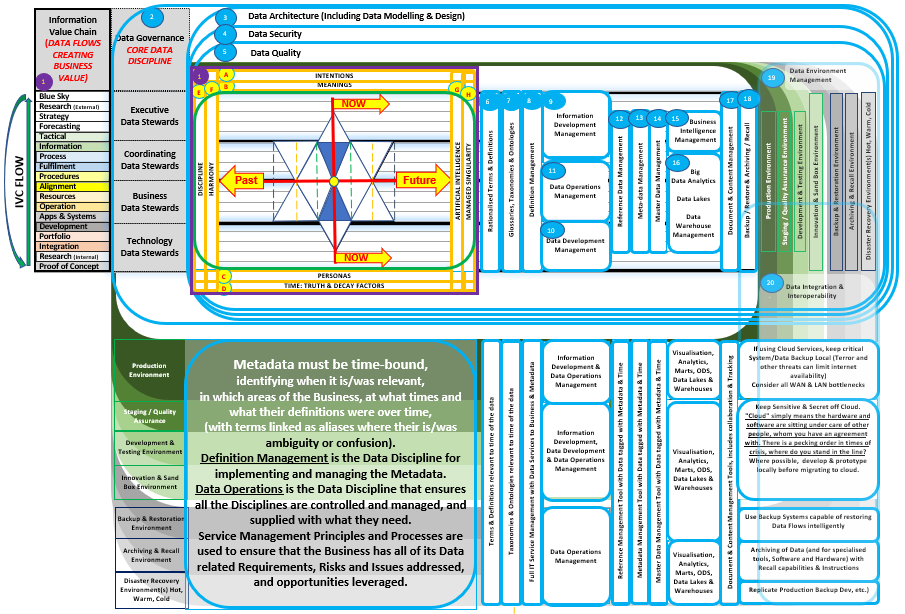 Information
Value Chain
(DATA FLOWS
CREATING
BUSINESS
VALUE)
1
2
Data Governance
CORE DATA
DISCIPLINE
3
Data Architecture (Including Data Modelling & Design)
4
Data Security
5
Data Quality
IVC FLOW
Blue Sky
Research (External)
Strategy
Forecasting
Tactical
Information
Process
Fulfilment
Procedures
Alignment
Resources
Operation
Apps & Systems
Development
Portfolio
Integration
Research (Internal)
Proof of Concept
Executive
Data Stewards
Coordinating
Data Stewards
Business
Data Stewards
Technology
Data Stewards
1
A
B
E
F
G
H
C
D
INTENTIONS
MEANINGS
DISCIPLINE
HARMONY
NOW
Past
Future
NOW
ARTIFICIAL INTELLIGENCE
MANAGED SINGULARITY
PERSONAS
TIME: TRUTH & DECAY FACTORS
6
Rationalised Terms & Definitions
7
Glossaries, Taxonomies & Ontologies
8
Definition Management
9
Information
Development
Management
11
Data Operations
Management
10
Data Development
Management
12
Reference Data Management
13
Meta-data Management
14
Master Data Management
15
Business
Intelligence
Management
16
Big
Data Analytics
Data Lakes
Data
Warehouse
Management
17
Document & Content Management
18
Backup / Restore & Archiving / Recall
19
Data Environment
Management
Production Environment
Staging / Quality Assurance Environment
Development & Testing Environment
Innovation & Sand Box Environment
Backup & Restoration Environment
Archiving & Recall Environment
Disaster Recovery Environment(s) Hot, Warm, Cold
20
Data Integration &
Interoperability
Production
Environment
Staging / Quality
Assurance
Development &
Testing Environment
Innovation & Sand
Box Environment
Backup & Restoration
Environment
Archiving & Recall
Environment
Disaster Recovery
Environment(s) Hot,
Warm, Cold
Metadata must be time-bound,
identifying when it is/was relevant,
in which areas of the Business, at what times and
what their definitions were over time,
(with terms linked as aliases where their is/was
ambiguity or confusion).
Definition Management is the Data Discipline for
implementing and managing the Metadata.
Data Operations is the Data Discipline that ensures
all the Disciplines are controlled and managed, and
supplied with what they need.
Service Management Principles and Processes are
used to ensure that the Business has all of its Data
related Requirements, Risks and Issues addressed,
and opportunities leveraged.
Terms & Definitions relevant to time of the data
Taxonomies & Ontologies relevant to time of the data
Full IT Service Management with Data Services to Business & Metadata
Information
Development &
Data Operations
Management
Information
Development,
Data Development
& Data Operations
Management
Data Operations
Management
Reference Management Tool with Data tagged with Metadata & Time
Metadata Management Tool with Data tagged with Metadata & Time
Master Data Management Tool with Data tagged with Metadata & Time
Visualisation,
Analytics,
Marts, ODS,
Data Lakes &
Warehouses
Visualisation,
Analytics,
Marts, ODS,
Data Lakes &
Warehouses
Visualisation,
Analytics,
Marts, ODS,
Data Lakes &
Warehouses
Document & Content Management Tools, Includes collaboration & Tracking
If using Cloud Services, keep critical
System/Data Backup Local (Terror and
other threats can limit internet
availability)
Consider all WAN & LAN bottlenecks
Keep Sensitive & Secret off Cloud.
"Cloud" simply means the hardware and
software are sitting under care of other
people, whom you have an agreement
with. There is a pecking order in times of
crisis, where do you stand in the line?
Where possible, develop & prototype
locally before migrating to cloud.
Use Backup Systems capable of restoring
Data Flows intelligently
Archiving of Data (and for specialised
tools, Software and Hardware) with
Recall capabilities & Instructions
Replicate Production Backup Dev, etc.)